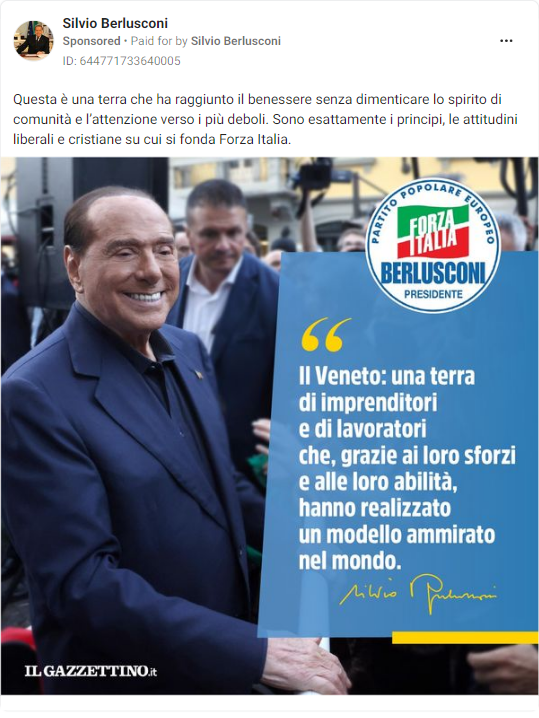 Silvio Berlusconi
Sponsored • Paid for by Silvio Berlusconi
ID: 644771733640005
Questa è una terra che ha raggiunto il benessere senza dimenticare lo spirito di
comunità e l’attenzione verso i più deboli. Sono esattamente i principi, le attitudini
liberali e cristiane su cui si fonda Forza Italia.
PARTITO POPOLARE EUROPEO
FORZA
ITALIA
BERLUSCONI
PRESIDENTE
“
Il Veneto: una terra
di imprenditori
e di lavoratori
che, grazie ai loro sforzi
e alle loro abilità,
hanno realizzato
un modello ammirato
nel mondo.
Silvio Berlusconi
IL GAZZETTINO.it